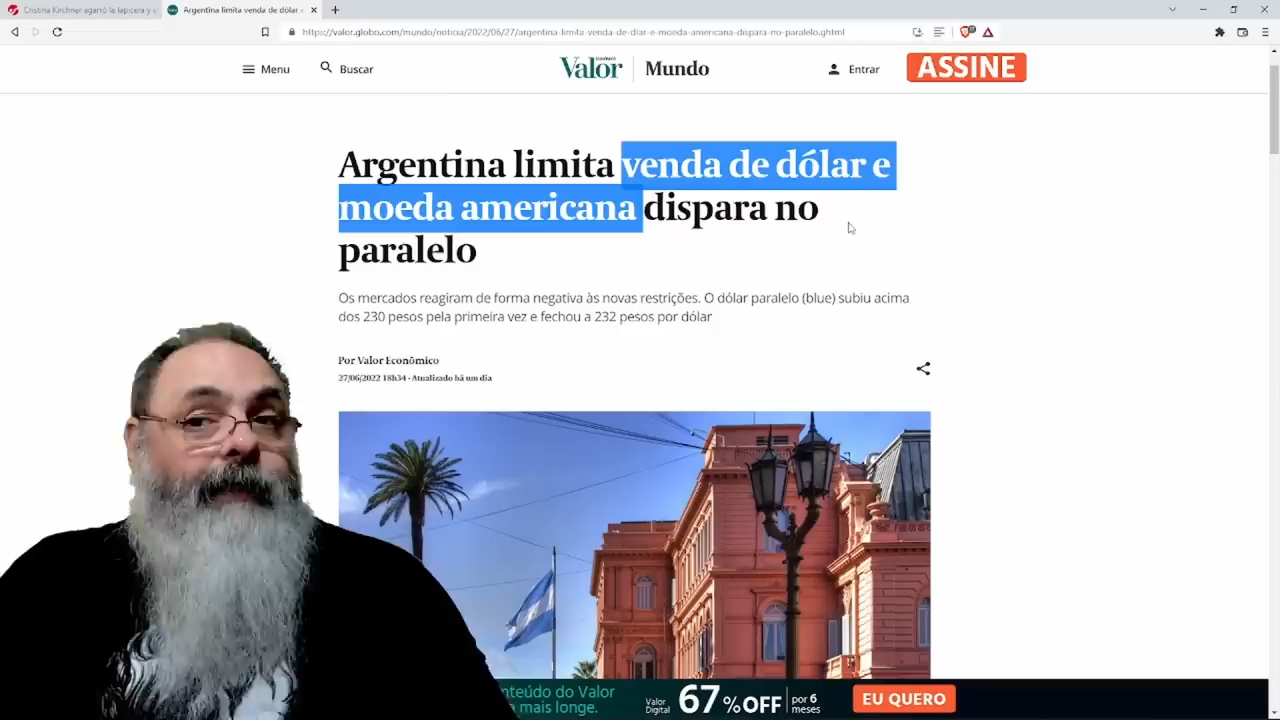 Cristina Kirchner agarró la lapicera y e
Argentina limita venda de dólar e
https://valor.globo.com/mundo/noticia/2022/06/27/argentina-limita-venda-de-dlar-e-moeda-americana-dispara-no-paralelo.ghtml
Menu
Buscar
Valor
ECONÔMICO
Mundo
Entrar
ASSINE
Argentina limita venda de dólar e
moeda americana dispara no
paralelo
Os mercados reagiram de forma negativa às novas restrições. O dólar paralelo (blue) subiu acima
dos 230 pesos pela primeira vez e fechou a 232 pesos por dólar
Por Valor Econômico
27/06/2022 18h34 · Atualizado há um dia
nteúdo do Valor
mais longe.
Valor
Digital
67%OFF
por 6
meses
EU QUERO